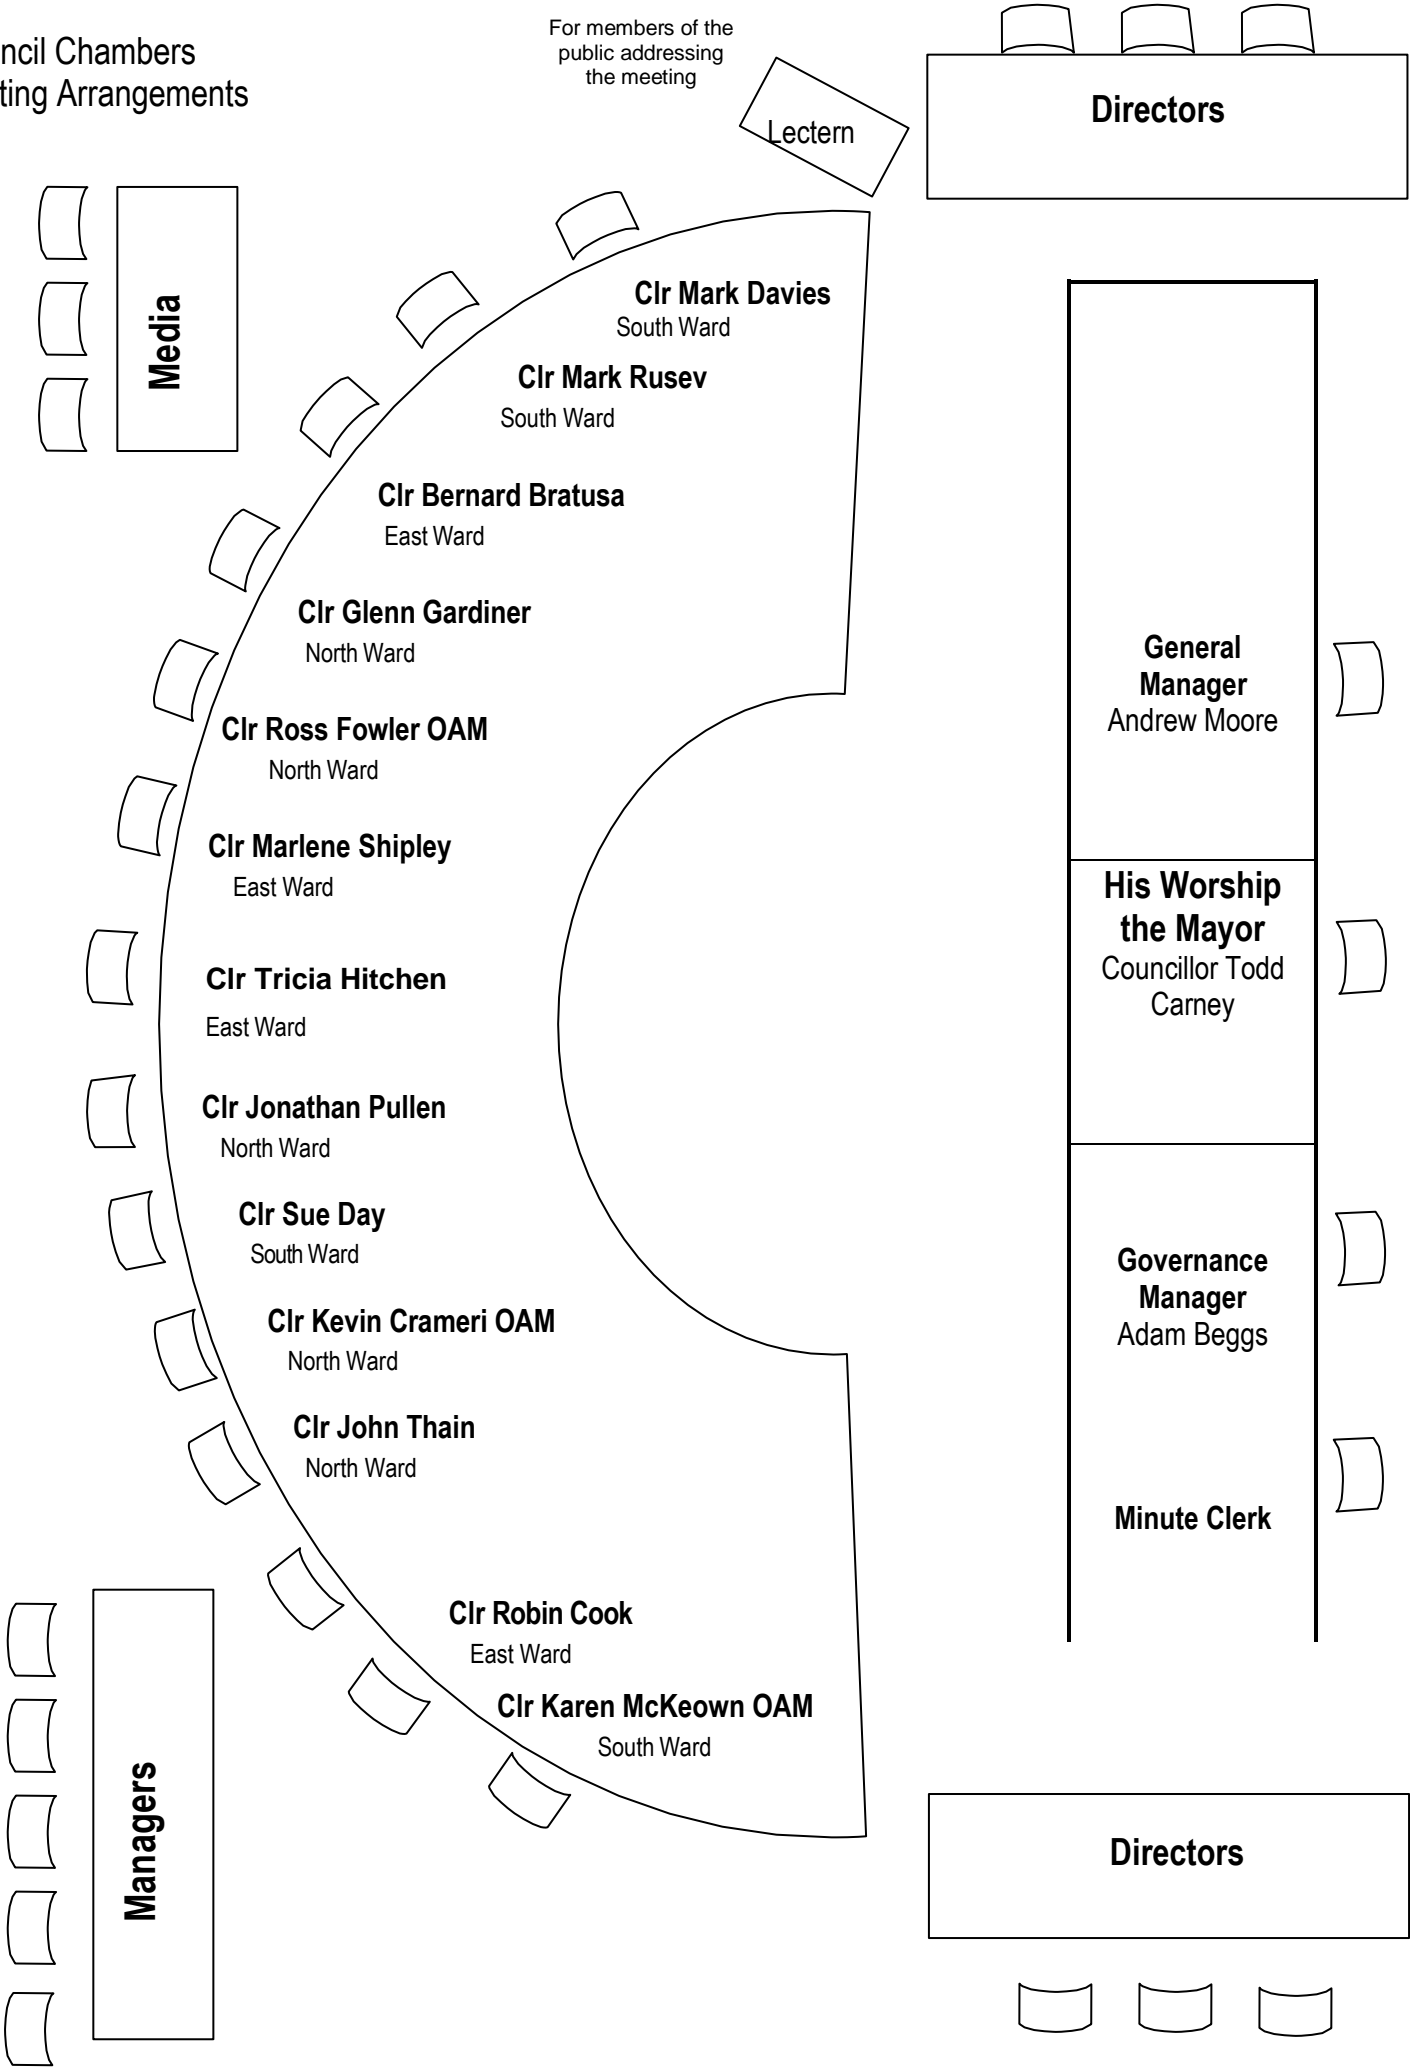 ncil Chambers
ting Arrangements
For members of the
public addressing
the meeting
Lectern
Directors
Media
Clr Mark Davies
South Ward
Clr Mark Rusev
South Ward
Clr Bernard Bratusa
East Ward
Clr Glenn Gardiner
North Ward
Clr Ross Fowler OAM
North Ward
Clr Marlene Shipley
East Ward
Clr Tricia Hitchen
East Ward
Clr Jonathan Pullen
North Ward
Clr Sue Day
South Ward
Clr Kevin Crameri OAM
North Ward
Clr John Thain
North Ward
Clr Robin Cook
East Ward
Clr Karen McKeown OAM
South Ward
General
Manager
Andrew Moore
His Worship
the Mayor
Councillor Todd
Carney
Governance
Manager
Adam Beggs
Minute Clerk
Managers
Directors